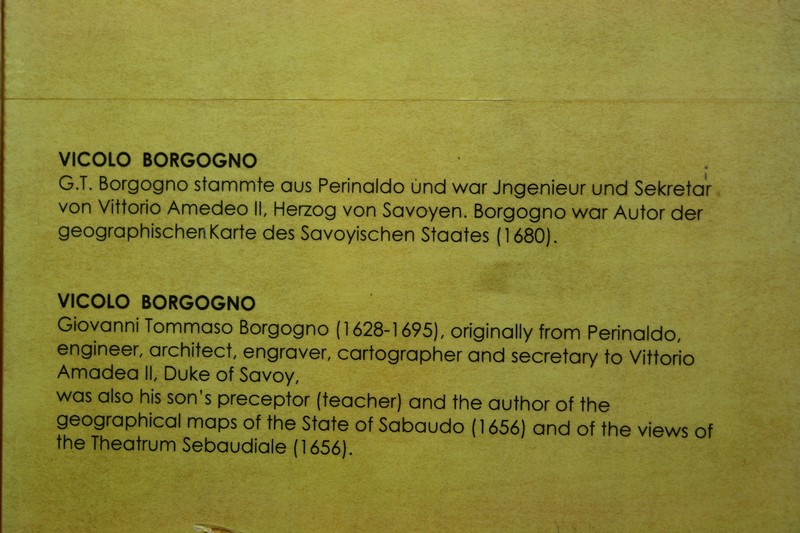 VICOLO BORGOGNO
G.T. Borgogno stammte aus Perinaldo und war Jngenieur und Sekretär
von Vittorio Amedeo II, Herzog von Savoyen. Borgogno war Autor der
geographischen Karte des Savoyischen Staates (1680).
VICOLO BORGOGNO
Giovanni Tommaso Borgogno (1628-1695), originally from Perinaldo,
engineer, architect, engraver, cartographer and secretary to Vittorio
Amadea II, Duke of Savoy,
was also his son's preceptor (teacher) and the author of the
geographical maps of the State of Sabaudo (1656) and of the views of
the Theatrum Sebaudiale (1656).